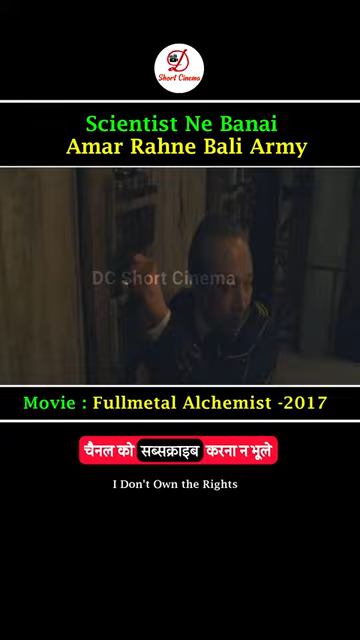 D
Short Cinema
Scientist Ne Banai
Amar Rahne Bali Army
DC Short Cinema
Movie : Fullmetal Alchemist -2017
चैनल को सब्सक्राइब करना न भूले
I Don't Own the Rights